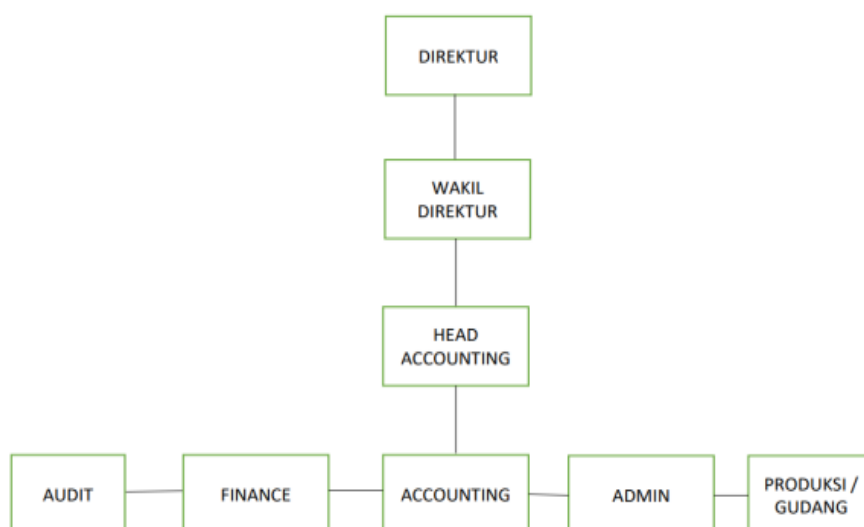 DIREKTUR
WAKIL
DIREKTUR
HEAD
ACCOUNTING
AUDIT
FINANCE
ACCOUNTING
ADMIN
PRODUKSI /
GUDANG